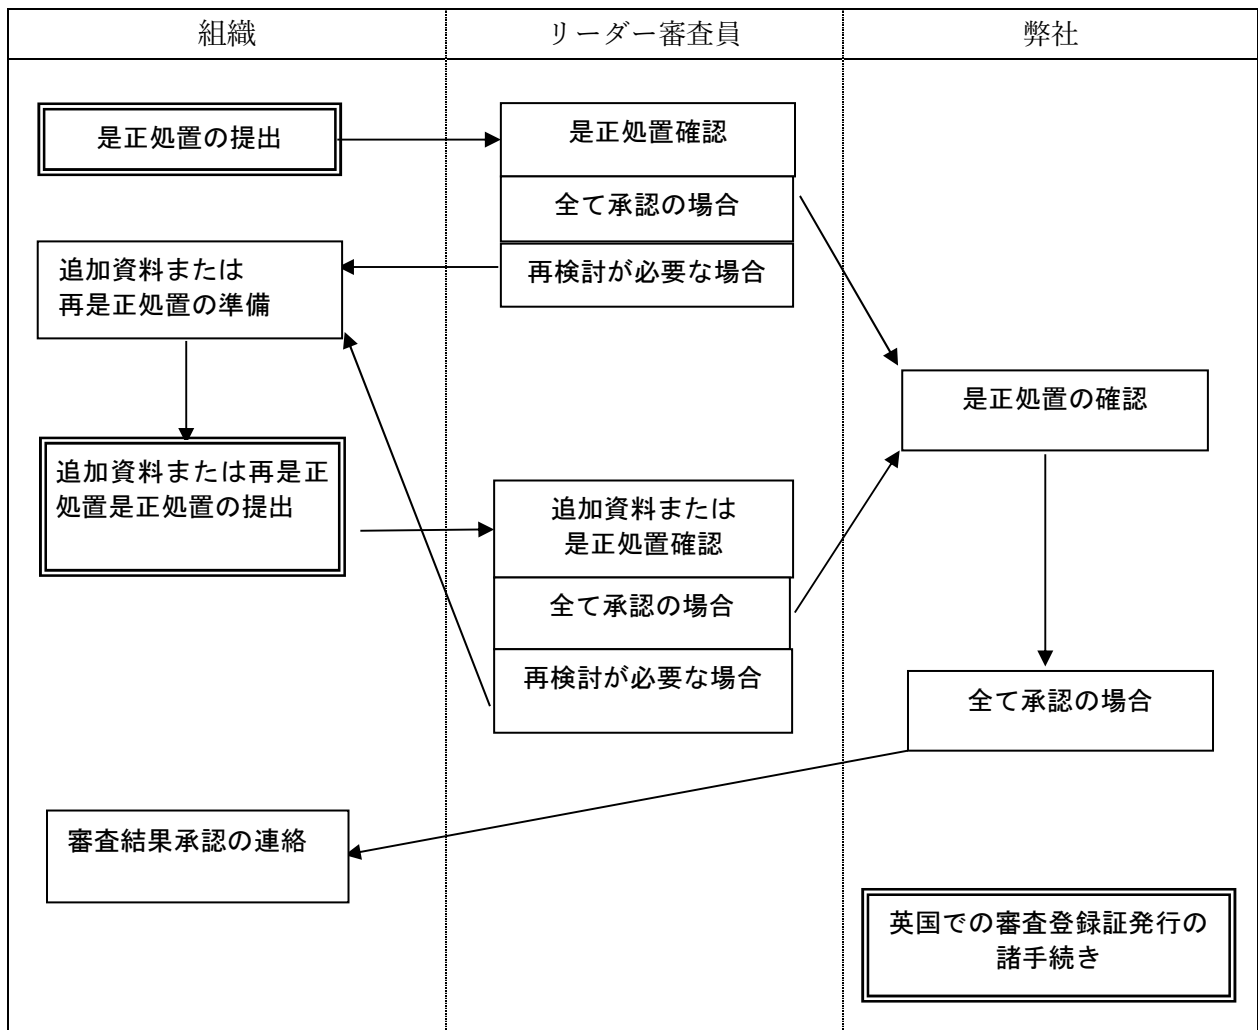 組織
リーダー審査員
弊社
是正処置の提出
是正処置確認
全て承認の場合
再検討が必要な場合
追加資料または
再是正処置の準備
是正処置の確認
追加資料または再是正
処置是正処置の提出
追加資料または
是正処置確認
全て承認の場合
再検討が必要な場合
全て承認の場合
審査結果承認の連絡
英国での審査登録証発行の
諸手続き